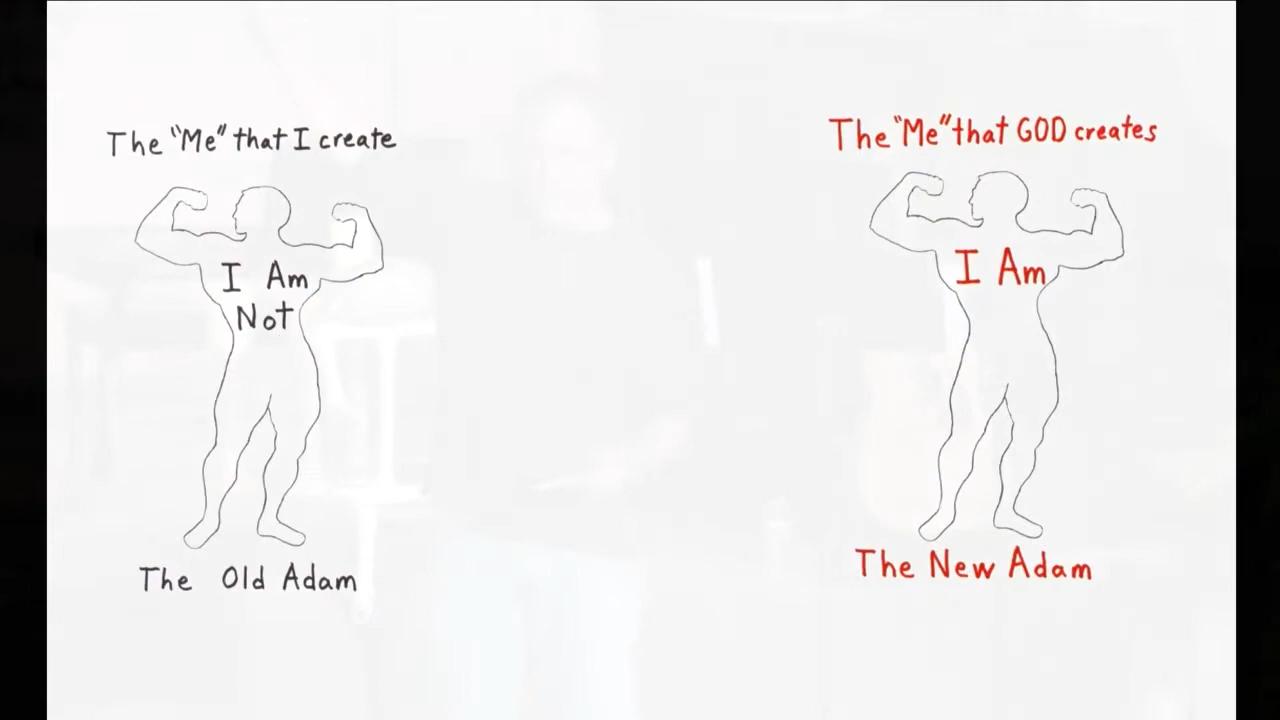 The "Me" that I create
I Am
Not
The Old Adam
The "Me" that GOD creates
I Am
The New Adam